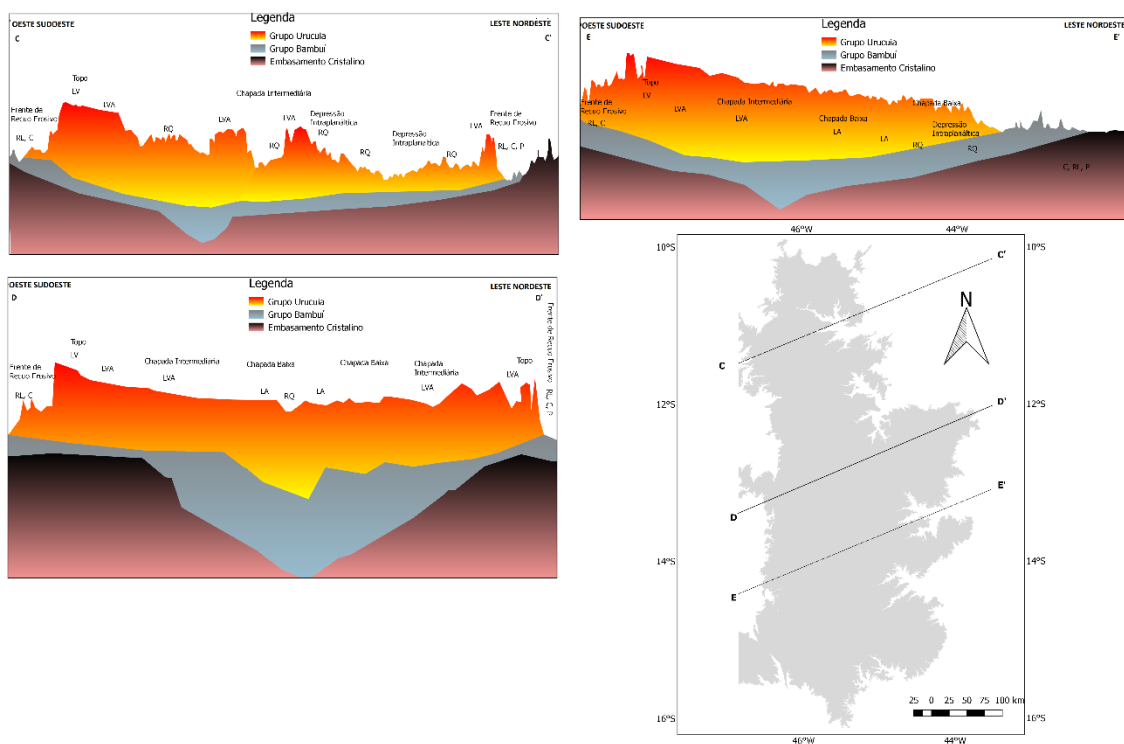 OESTE SUDOESTE
C
Legenda
Grupo Urucuia
Grupo Bambuí
Embasamento Cristalino
LESTE NORDESTE
C'
Topo
LV
LVA
Frente de
Recuo Erosivo
RL, C
RQ
LVA
Chapada Intermediária
LVA
RQ
Depressão
Intraplanáltica
RQ
RQ
Depressão
Intraplanáltica
RQ
LVA
Frente de
Recuo Erosivo
RL, C, P
OESTE SUDOESTE
E
Legenda
Grupo Urucuia
Grupo Bambuí
Embasamento Cristalino
LESTE NORDESTE
E'
Frente de
Recuo Erosivo
RL, C
Topo
LV
LVA
Chapada Intermediária
LVA
Chapada Baixa
LA
LA
Chapada Baixa
Depressão
Intraplanáltica
RQ
RQ
C, RL, P
OESTE SUDOESTE
D
Legenda
Grupo Urucuia
Grupo Bambuí
Embasamento Cristalino
LESTE NORDESTE
D'
Frente de
Recuo Erosivo
RL, C
Topo
LV
LVA
Chapada Intermediária
LVA
Chapada Baixa
LA
RQ
LA
Chapada Baixa
Chapada
Intermediária
LVA
Topo
LVA
Frente de Recuo Erosivo
RL, C, P
46°W
44°W
10°S
10°S
C'
N
C
12°S
12°S
D'
E'
D
14°S
14°S
E
25 0 25 50 75 100 km
16°S
16°S
46°W
44°W